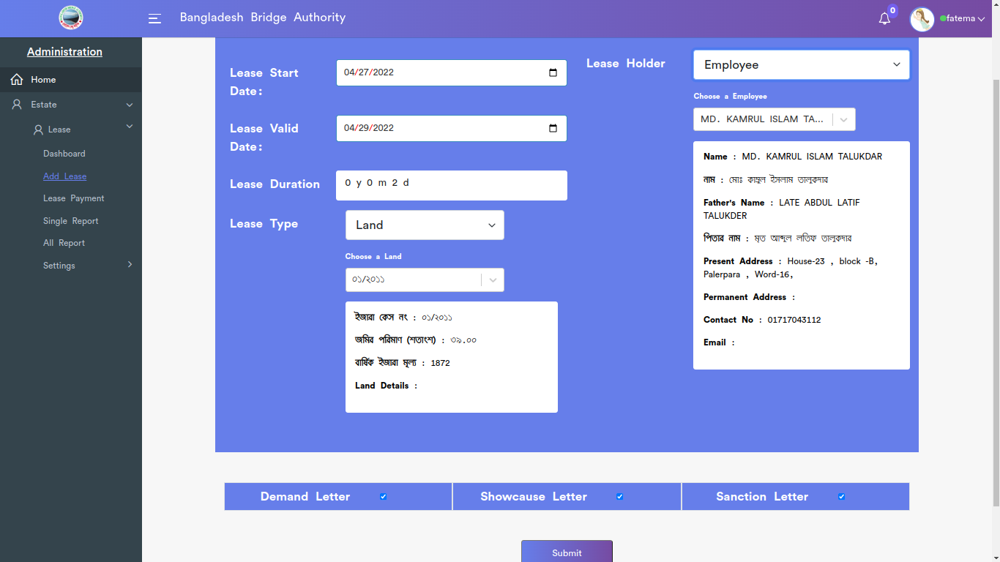 Bangladesh Bridge Authority
0
fatema
Administration
Home
Estate
Lease
Dashboard
Add Lease
Lease Payment
Single Report
All Report
Settings
Lease Start Date:
04/27/2022
Lease Valid Date:
04/29/2022
Lease Duration
0 y 0 m 2 d
Lease Type
Land
Choose a Land
০১/২০১১
ইজারা কেস নং : ০১/২০১১
জমির পরিমাণ (শতাংশ) : ৩৯.০০
বার্ষিক ইজারা মূল্য : 1872
Land Details :
Lease Holder
Employee
Choose a Employee
MD. KAMRUL ISLAM TA...
Name : MD. KAMRUL ISLAM TALUKDAR
নাম : মোঃ কামরুল ইসলাম তালুকদার
Father's Name : LATE ABDUL LATIF
TALUKDER
পিতার নাম : মৃত আব্দুল লতিফ তালুকদার
Present Address : House-23 , block -B,
Palerpara , Word-16,
Permanent Address :
Contact No : 01717043112
Email :
Demand Letter
Showcause Letter
Sanction Letter
Submit